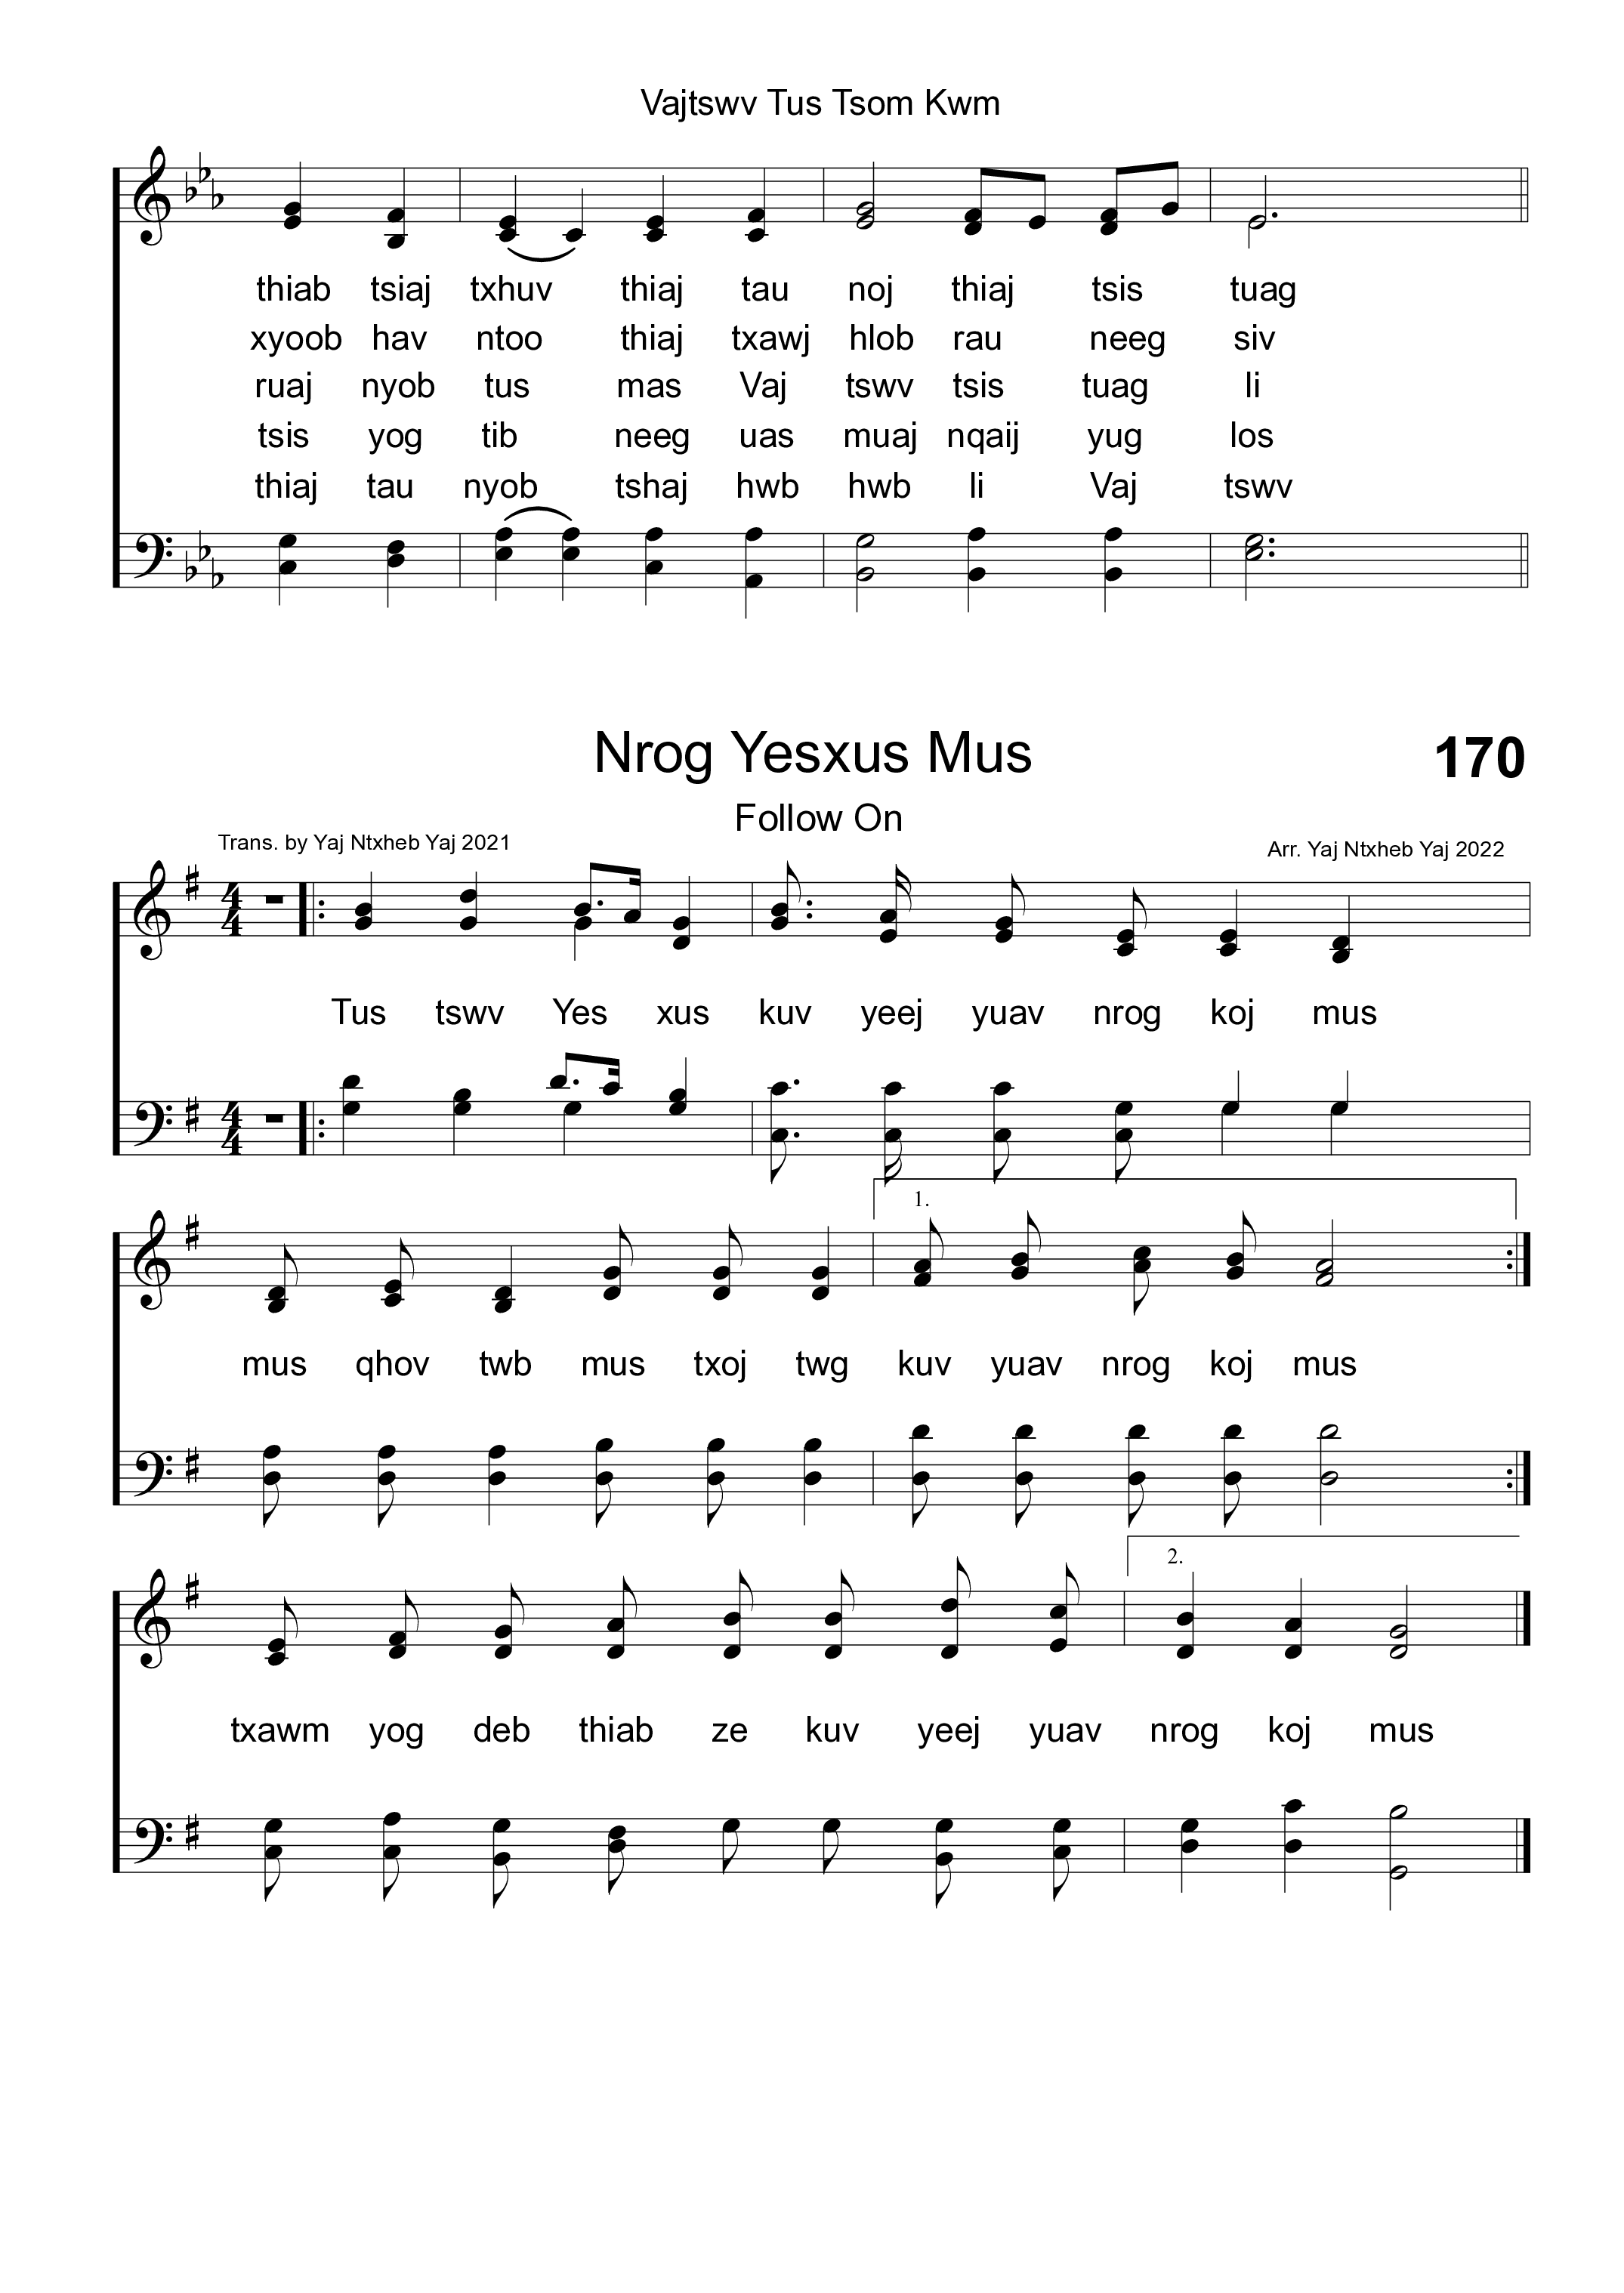 Vajtswv Tus Tsom Kwm
thiab tsiaj txhuv thiaj tau noj thiaj tsis tuag
xyoob hav ntoo thiaj txawj hlob rau neeg siv
ruaj nyob tus mas Vaj tswv tsis tuag li
tsis yog tib neeg uas muaj nqaij yug los
thiaj tau nyob tshaj hwb hwb li Vaj tswv
Nrog Yesxus Mus 170
Follow On
Trans. by Yaj Ntxheb Yaj 2021
Arr. Yaj Ntxheb Yaj 2022
4
4
Tus tswv Yes xus kuv yeej yuav nrog koj mus
4
4
1.
mus qhov twb mus txoj twg kuv yuav nrog koj mus
2.
txawm yog deb thiab ze kuv yeej yuav nrog koj mus